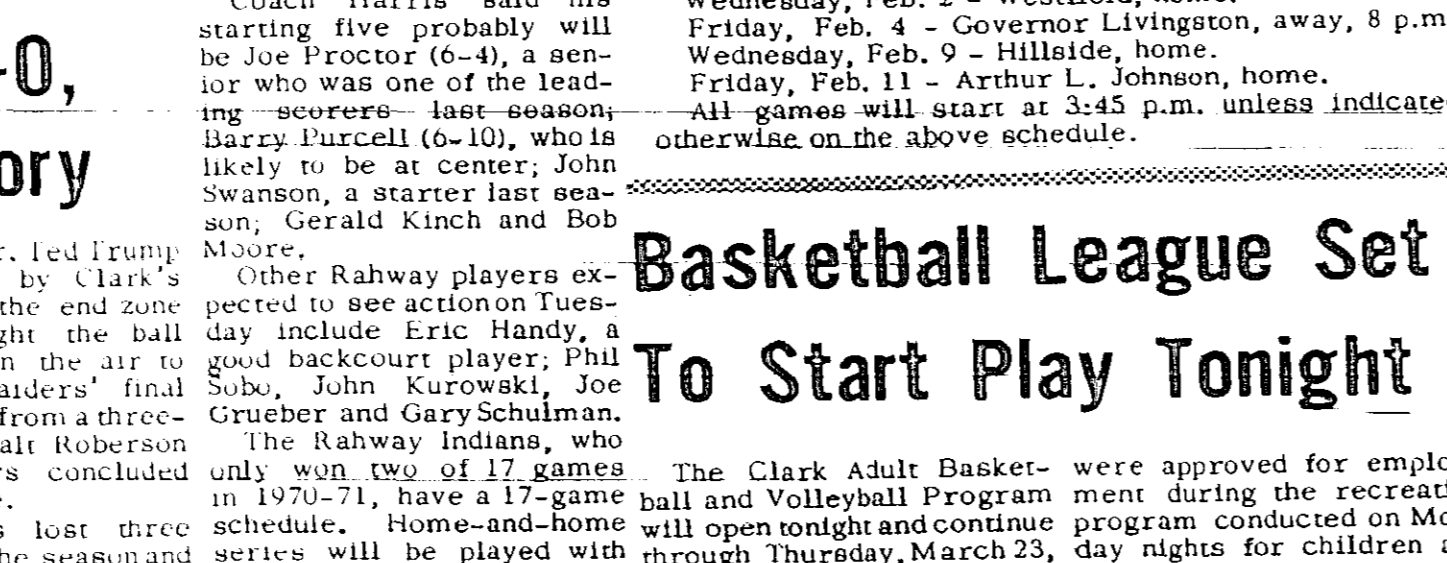 -0,
ory
r. Ted Trump
by Clark's
the end zone
ght the ball
n the air to
aiders' final
from a three-
alt Roberson
rs concluded
s lost three
he season and
Coach Harris said his
starting five probably will
be Joe Proctor (6-4), a sen-
ior who was one of the lead-
ing scorers last season;
Barry Purcell (6-10), who is
likely to be at center; John
Swanson, a starter last sea-
son; Gerald Kinch and Bob
Moore.
Other Rahway players ex-
pected to see action on Tues-
day include Eric Handy, a
good backcourt player; Phil
Sobo, John Kurowski, Joe
Grueber and Gary Schulman.
The Rahway Indians, who
only won two of 17 games
in 1970-71, have a 17-game
schedule. Home-and-home
series will be played with
Wednesday, Feb. 2 - Westfield, home.
Friday, Feb. 4 - Governor Livingston, away, 8 p.m
Wednesday, Feb. 9 - Hillside, home.
Friday, Feb. 11 - Arthur L. Johnson, home.
All games will start at 3:45 p.m. unless indicate
otherwise on the above schedule.
Basketball League Set
To Start Play Tonight
The Clark Adult Basket-
ball and Volleyball Program
will open tonight and continue
through Thursday, March 23,
were approved for emplo
ment during the recreati
program conducted on Mo
day nights for children a